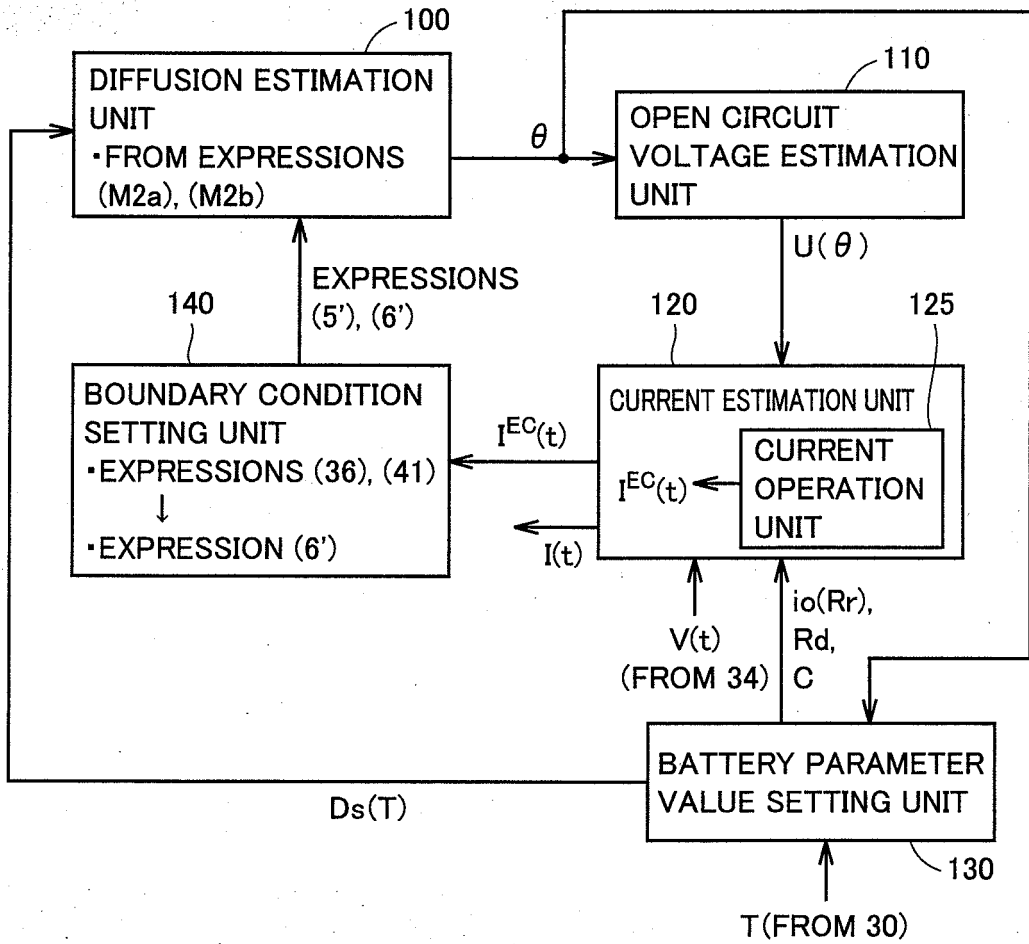 100
DIFFUSION ESTIMATION
UNIT
·FROM EXPRESSIONS
(M2a), (M2b)
θ
110
OPEN CIRCUIT
VOLTAGE ESTIMATION
UNIT
U(θ)
EXPRESSIONS
(5'), (6')
140
BOUNDARY CONDITION
SETTING UNIT
·EXPRESSIONS (36), (41)
↓
·EXPRESSION (6')
120
125
CURRENT ESTIMATION UNIT
CURRENT
OPERATION
UNIT
I^EC(t)
I^EC(t)
I(t)
V(t)
(FROM 34)
io(Rr),
Rd,
C
BATTERY PARAMETER
VALUE SETTING UNIT
130
Ds(T)
T(FROM 30)